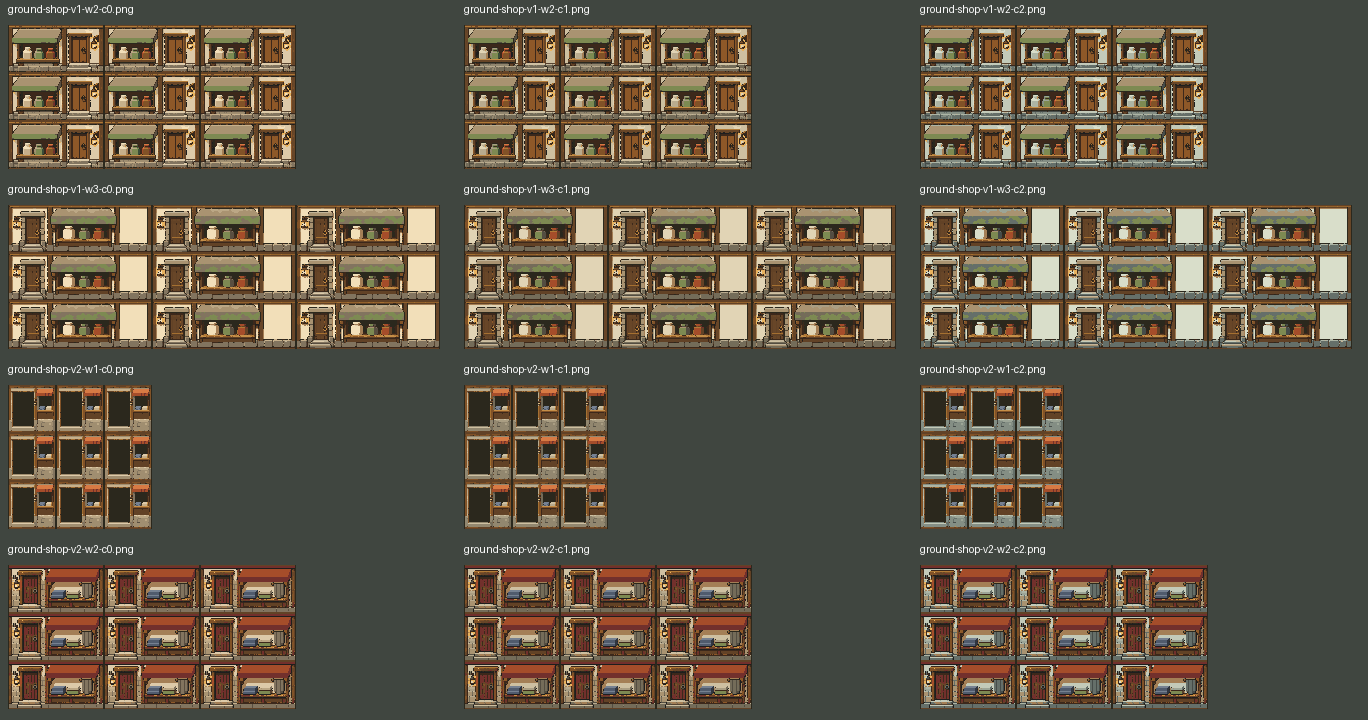 ground-shop-v1-w2-c0.png
ground-shop-v1-w2-c1.png
ground-shop-v1-w2-c2.png
ground-shop-v1-w3-c0.png
ground-shop-v1-w3-c1.png
ground-shop-v1-w3-c2.png
ground-shop-v2-w1-c0.png
ground-shop-v2-w1-c1.png
ground-shop-v2-w1-c2.png
ground-shop-v2-w2-c0.png
ground-shop-v2-w2-c1.png
ground-shop-v2-w2-c2.png